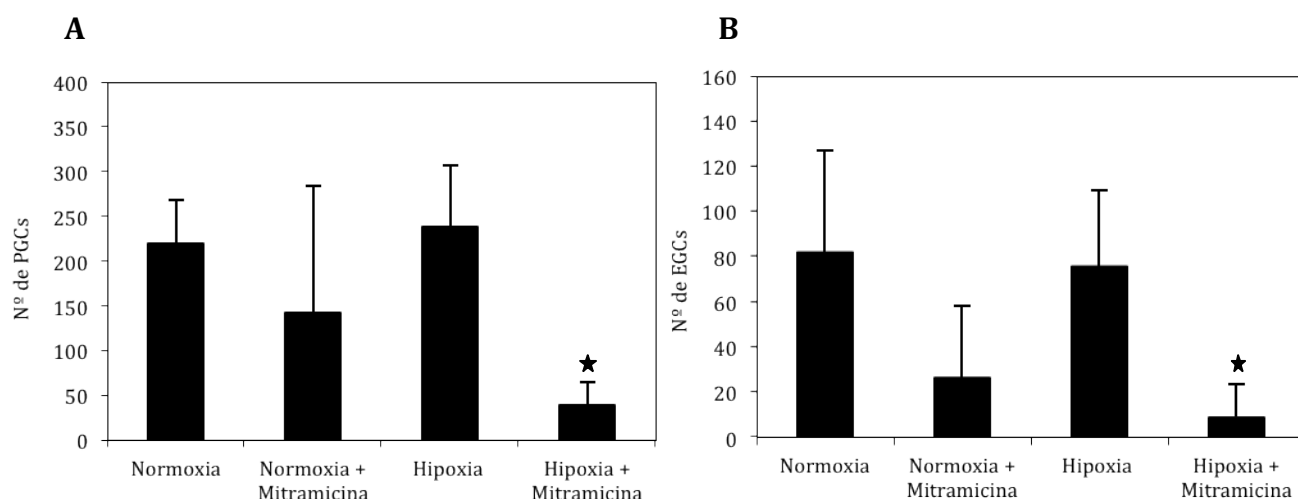 A
400
350
300
250
200
150
100
50
0
Nº de PGCs
Normoxia
Normoxia +
Mitramicina
Hipoxia
Hipoxia +
Mitramicina
B
160
140
120
100
80
60
40
20
0
Nº de EGCs
Normoxia
Normoxia +
Mitramicina
Hipoxia
Hipoxia +
Mitramicina